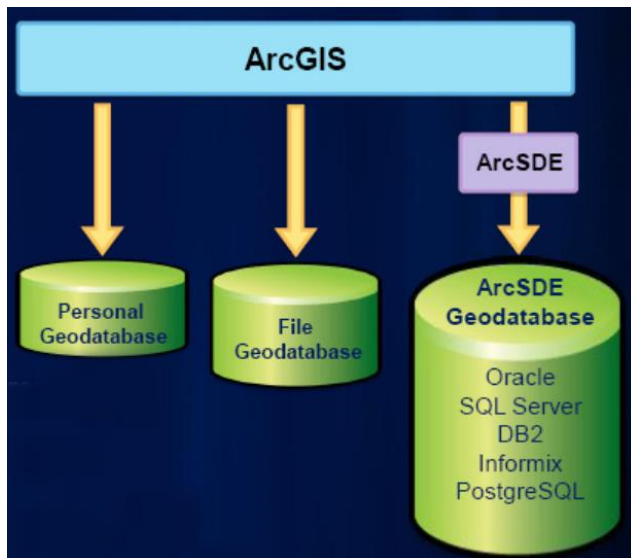 ArcGIS
ArcSDE
Personal
Geodatabase
File
Geodatabase
ArcSDE
Geodatabase
Oracle
SQL Server
DB2
Informix
PostgreSQL